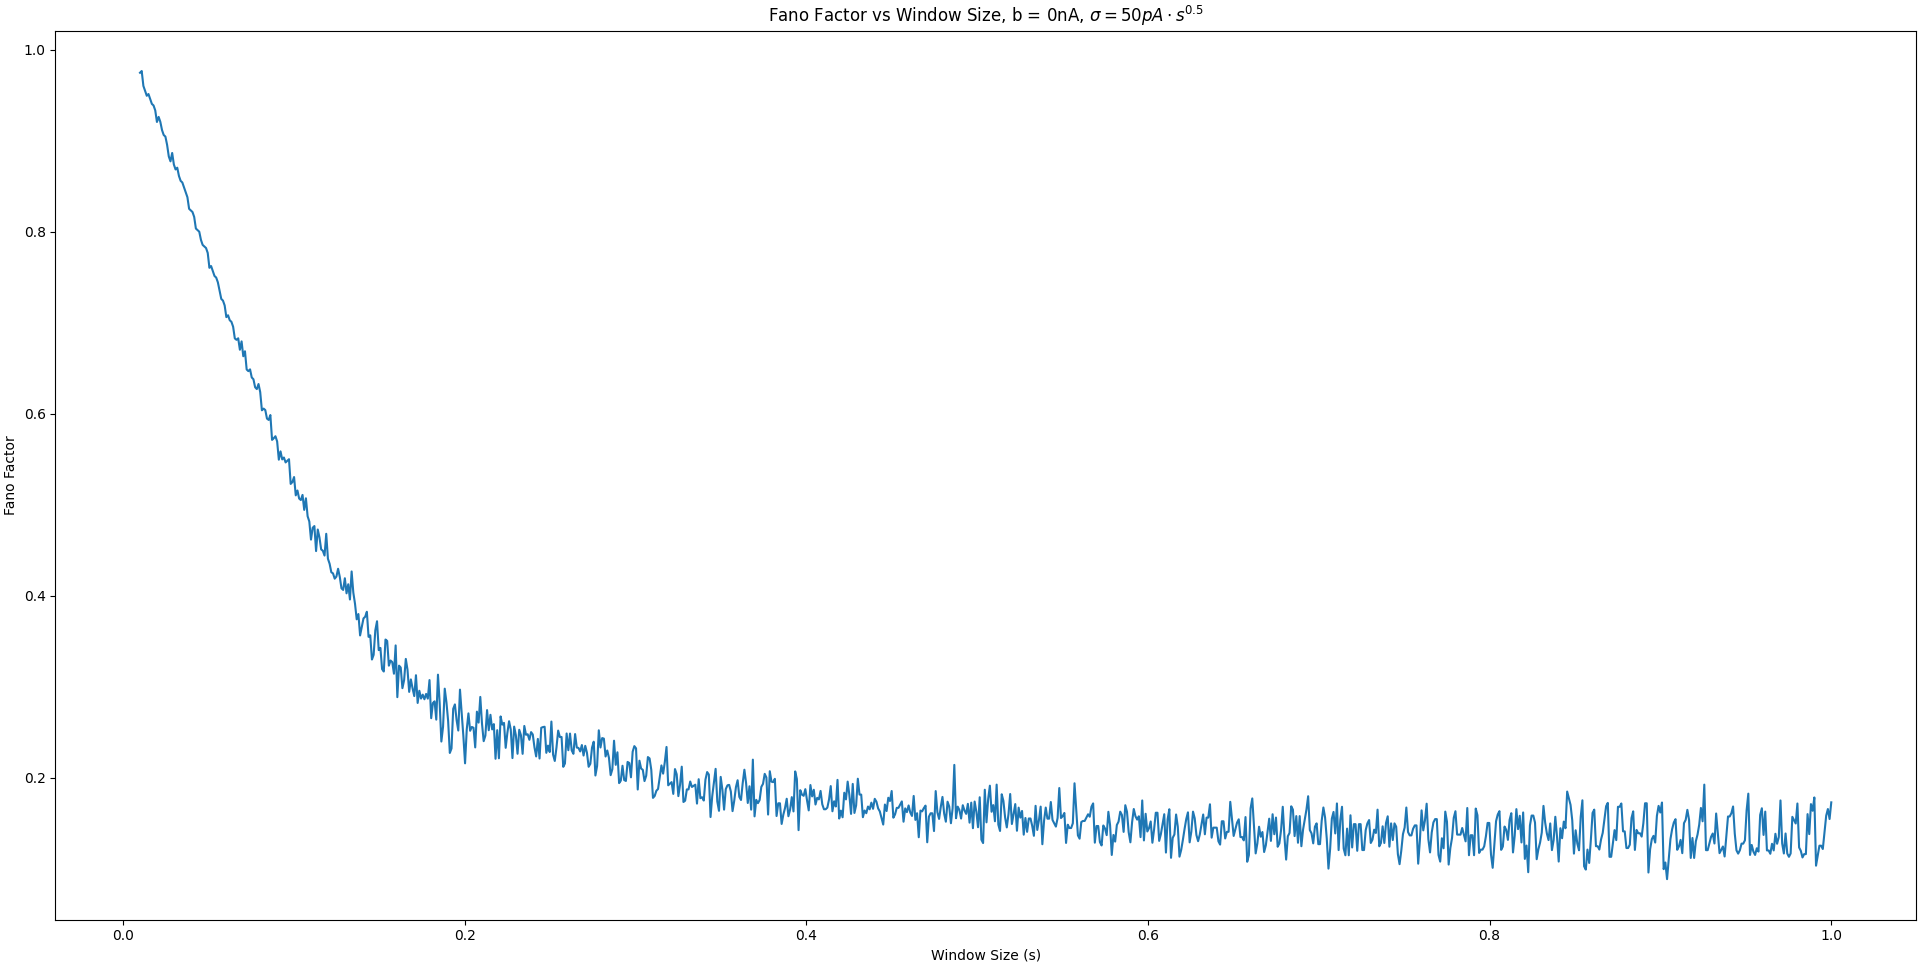 Fano Factor vs Window Size, b = 0nA, σ = 50pA · s^0.5
1.0
0.8
0.6
0.4
0.2
Fano Factor
0.0 0.2 0.4 0.6 0.8 1.0
Window Size (s)